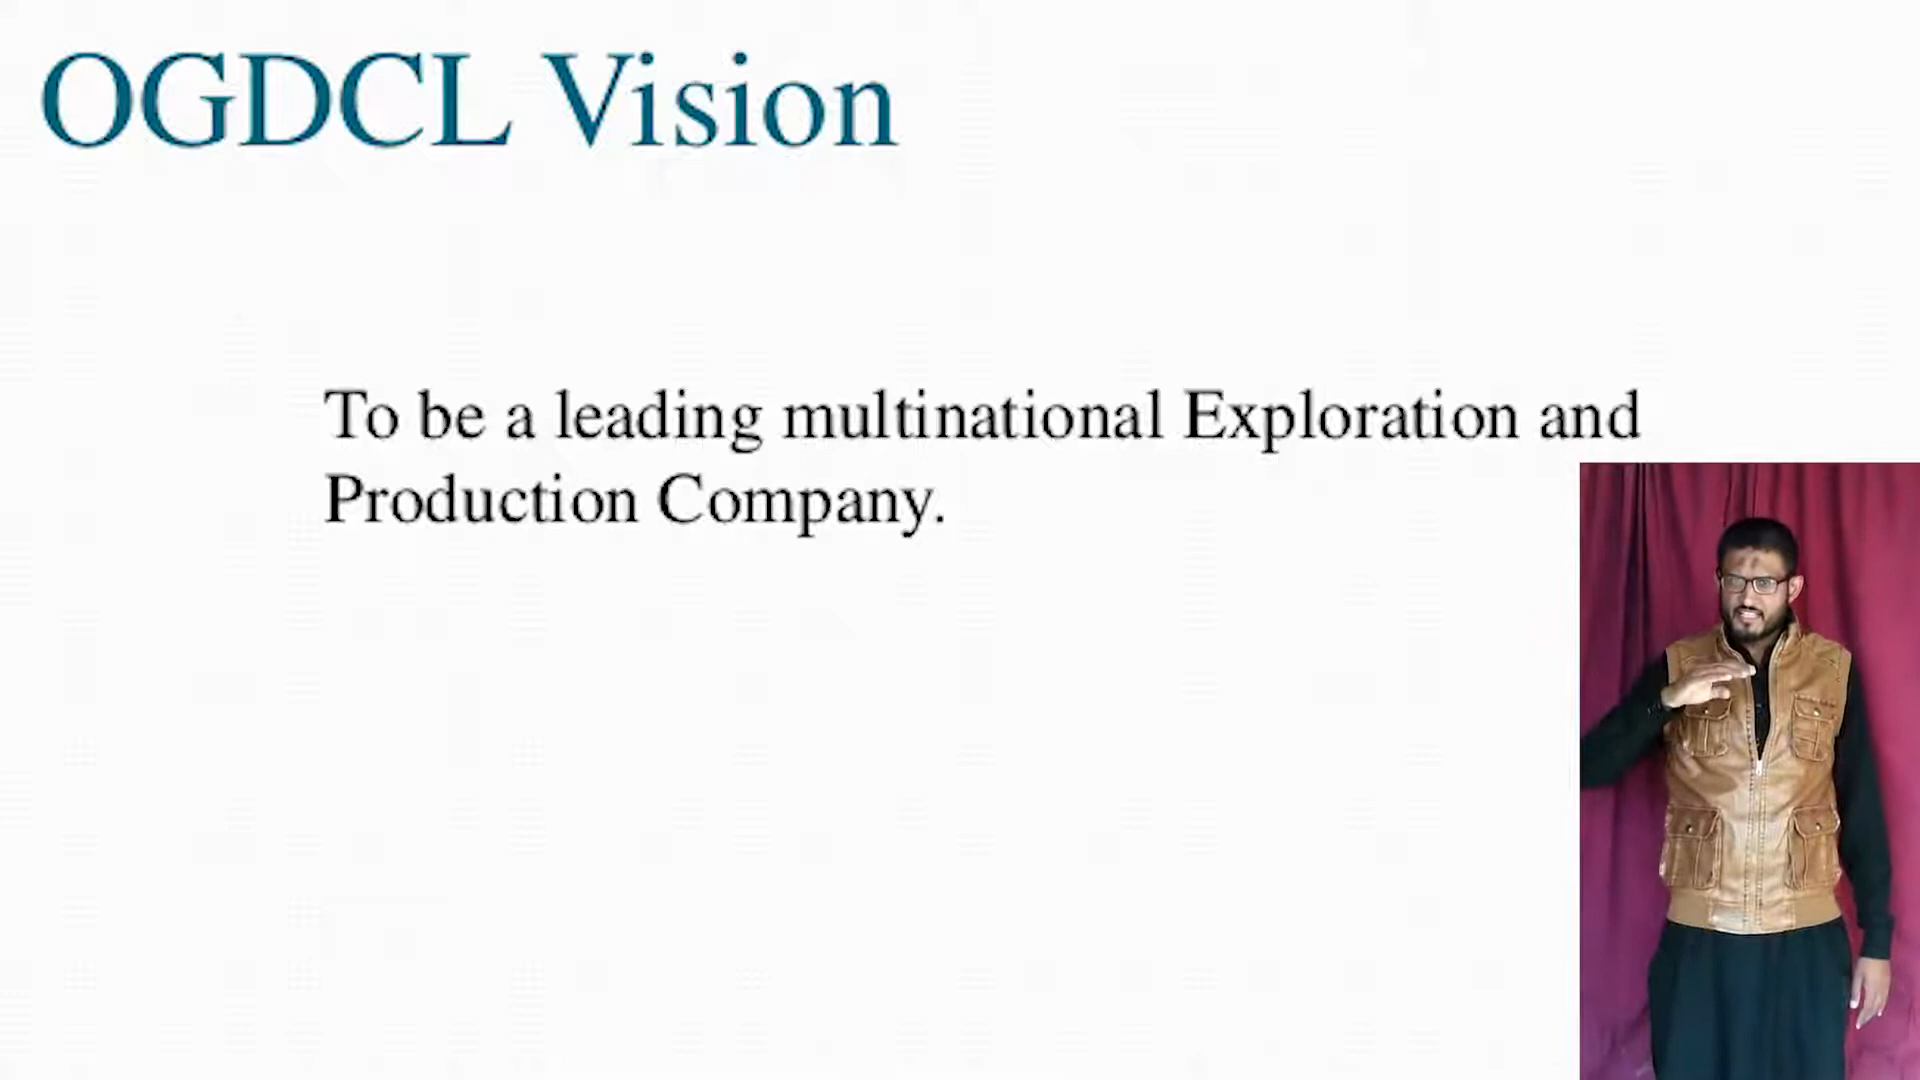 OGDCL Vision
To be a leading multinational Exploration and
Production Company.